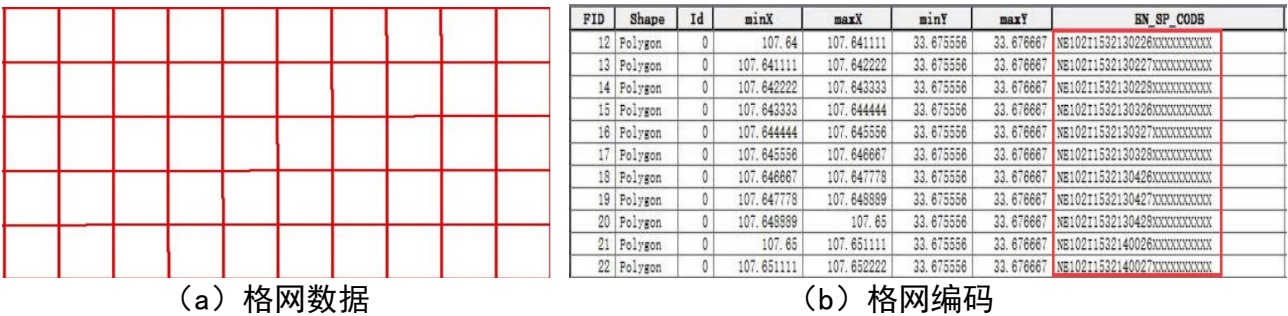 FID Shape Id minX maxX minY maxY EN_SP_CODE
12 Polygon 0 107.64 107.641111 33.675556 33.676667 NE102I1532130226XXXXXXXXXX
13 Polygon 0 107.641111 107.642222 33.675556 33.676667 NE102I1532130227XXXXXXXXXX
14 Polygon 0 107.642222 107.643333 33.675556 33.676667 NE102I1532130228XXXXXXXXXX
15 Polygon 0 107.643333 107.644444 33.675556 33.676667 NE102I1532130326XXXXXXXXXX
16 Polygon 0 107.644444 107.645556 33.675556 33.676667 NE102I1532130327XXXXXXXXXX
17 Polygon 0 107.645556 107.646667 33.675556 33.676667 NE102I1532130328XXXXXXXXXX
18 Polygon 0 107.646667 107.647778 33.675556 33.676667 NE102I1532130426XXXXXXXXXX
19 Polygon 0 107.647778 107.648889 33.675556 33.676667 NE102I1532130427XXXXXXXXXX
20 Polygon 0 107.648889 107.65 33.675556 33.676667 NE102I1532130428XXXXXXXXXX
21 Polygon 0 107.65 107.651111 33.675556 33.676667 NE102I1532140026XXXXXXXXXX
22 Polygon 0 107.651111 107.652222 33.675556 33.676667 NE102I1532140027XXXXXXXXXX
（a）格网数据
（b）格网编码